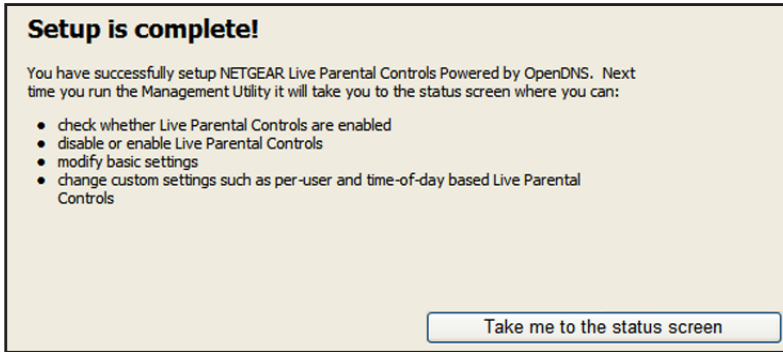 Setup is complete!
You have successfully setup NETGEAR Live Parental Controls Powered by OpenDNS. Next
time you run the Management Utility it will take you to the status screen where you can:
• check whether Live Parental Controls are enabled
• disable or enable Live Parental Controls
• modify basic settings
• change custom settings such as per-user and time-of-day based Live Parental
Controls
Take me to the status screen